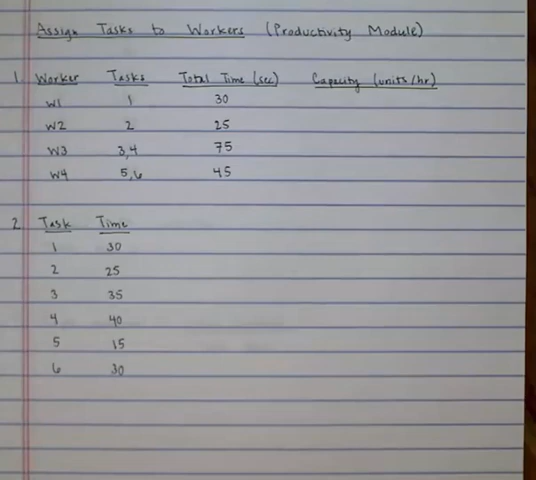 Assign Tasks to Workers (Productivity Module)
1. Worker Tasks Total Time (sec) Capacity (units/hr)
W1 1 30
W2 2 25
W3 3,4 75
W4 5,6 45
2. Task Time
1 30
2 25
3 35
4 40
5 15
6 30